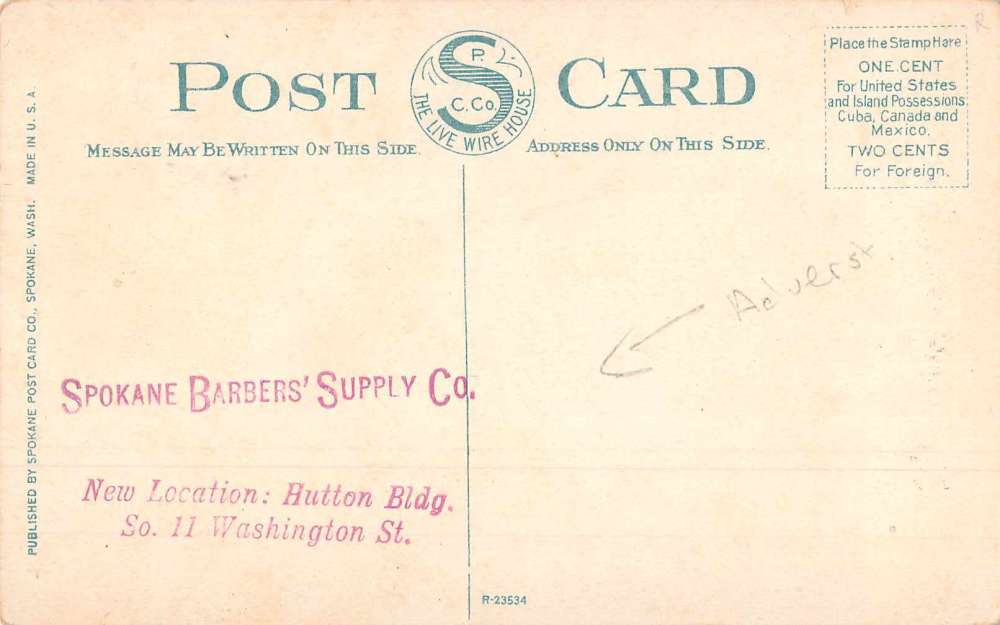 POST CARD
S P. C. Co. THE LIVE WIRE HOUSE
MESSAGE MAY BE WRITTEN ON THIS SIDE.
ADDRESS ONLY ON THIS SIDE.
Place the Stamp Hare
ONE CENT
For United States
and Island Possessions,
Cuba, Canada and
Mexico.
TWO CENTS
For Foreign.
PUBLISHED BY SPOKANE POST CARD CO., SPOKANE, WASH. MADE IN U. S. A.
SPOKANE BARBERS' SUPPLY CO.
New Location: Hutton Bldg.
So. 11 Washington St.
R-23534
R